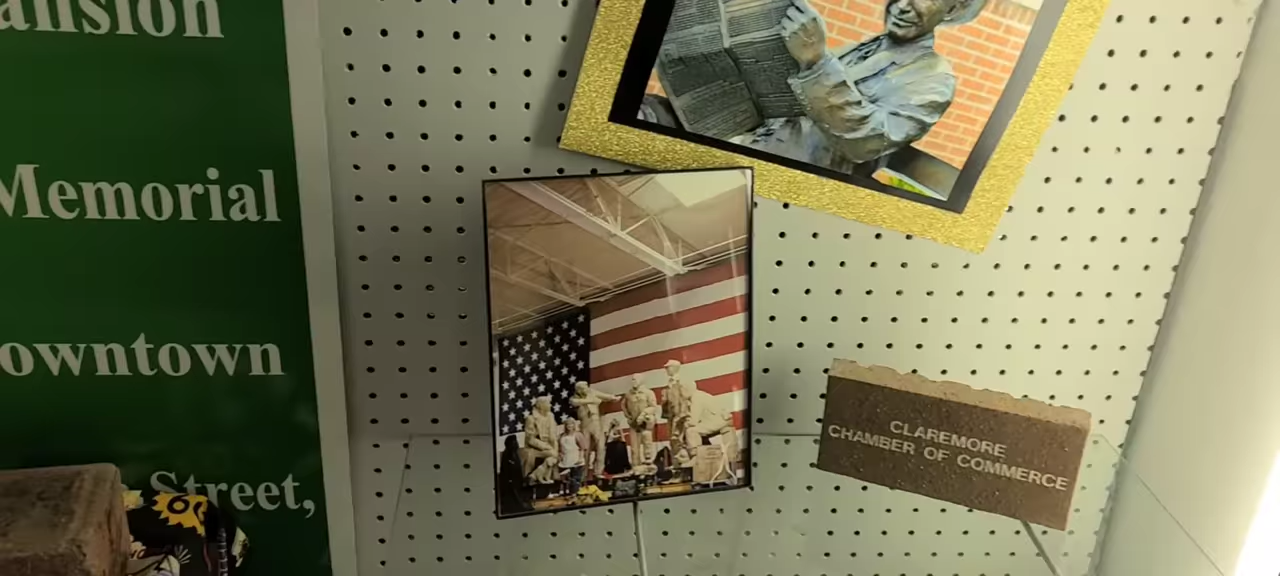 ansion
Memorial
owntown
Street,
CLAREMORE
CHAMBER OF COMMERCE